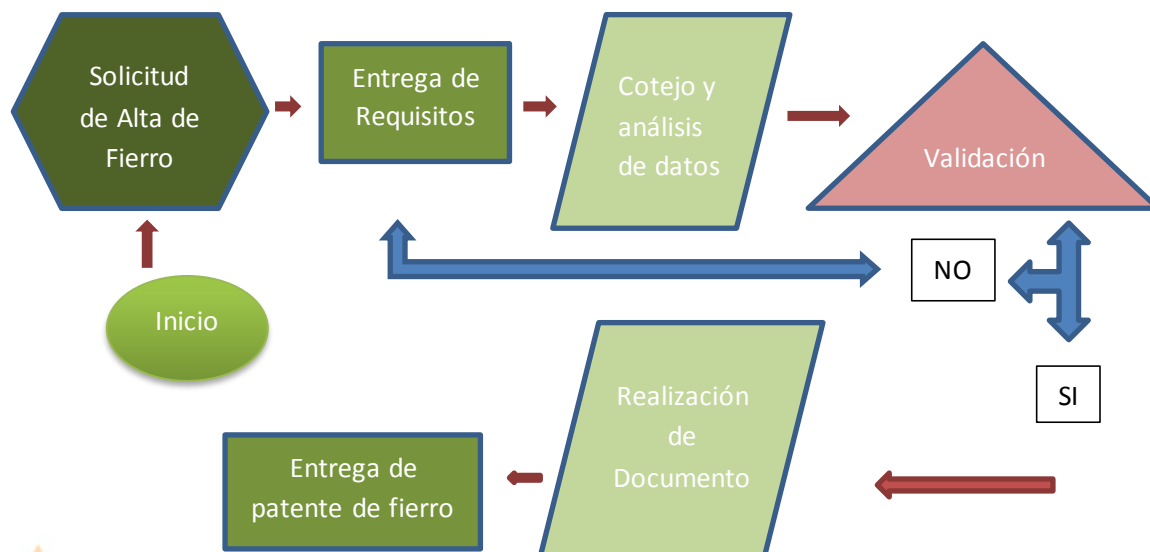 Solicitud
de Alta de
Fierro
Entrega de
Requisitos
Cotejo y
análisis
de datos
Validación
NO
Inicio
SI
Realización
de
Documento
Entrega de
patente de fierro